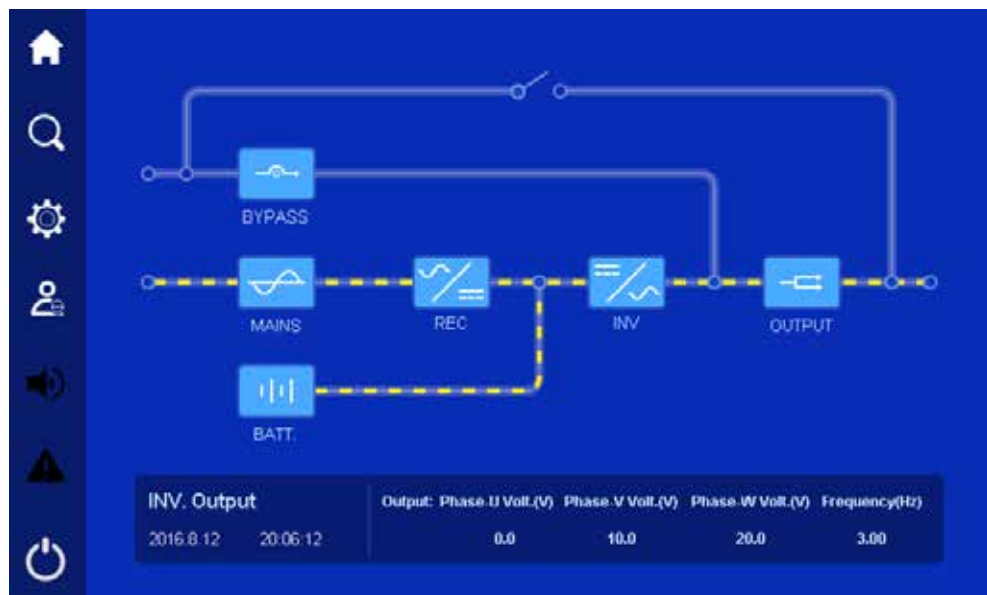 BYPASS
MAINS
REC
INV
OUTPUT
BATT.
INV. Output
Output: Phase-U Volt.(V) Phase-V Volt.(V) Phase-W Volt.(V) Frequency(Hz)
2016.8.12 20:06:12
0.0 10.0 20.0 3.00